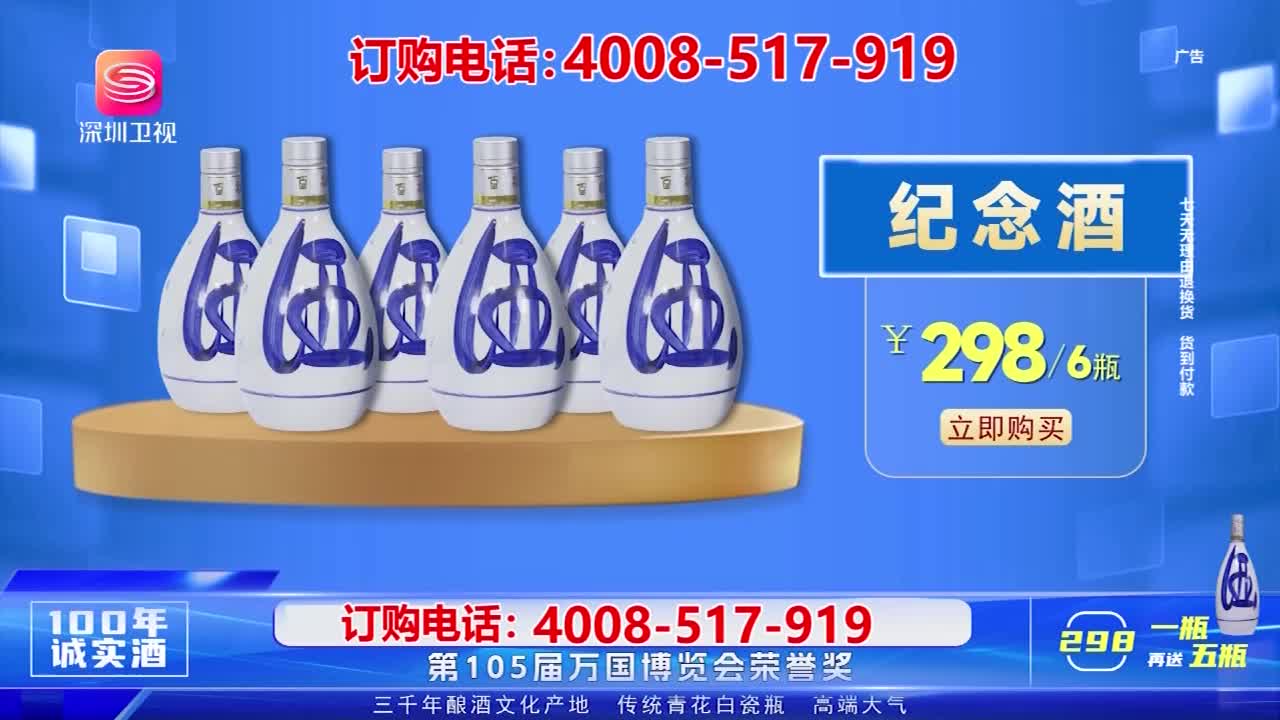 订购电话：4008-517-919
广告
深圳卫视
纪念酒
七天无理由退换货 货到付款
￥298/6瓶
立即购买
100年
诚实酒
订购电话：4008-517-919
第105届万国博览会荣誉奖
298 一瓶
再送五瓶
三千年酿酒文化产地 传统青花白瓷瓶 高端大气